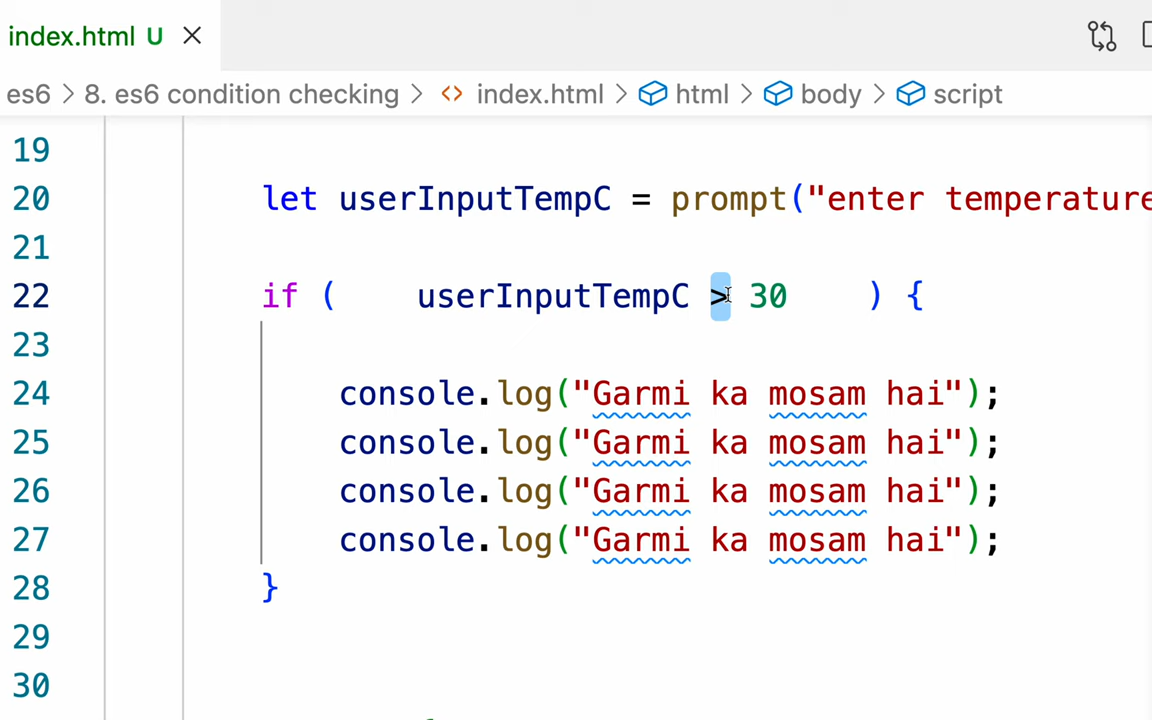 index.html U
es6 > 8. es6 condition checking > <> index.html > html > body > script
19
20 let userInputTempC = prompt("enter temperature
21
22 if ( userInputTempC > 30 ) {
23
24 console.log("Garmi ka mosam hai");
25 console.log("Garmi ka mosam hai");
26 console.log("Garmi ka mosam hai");
27 console.log("Garmi ka mosam hai");
28 }
29
30